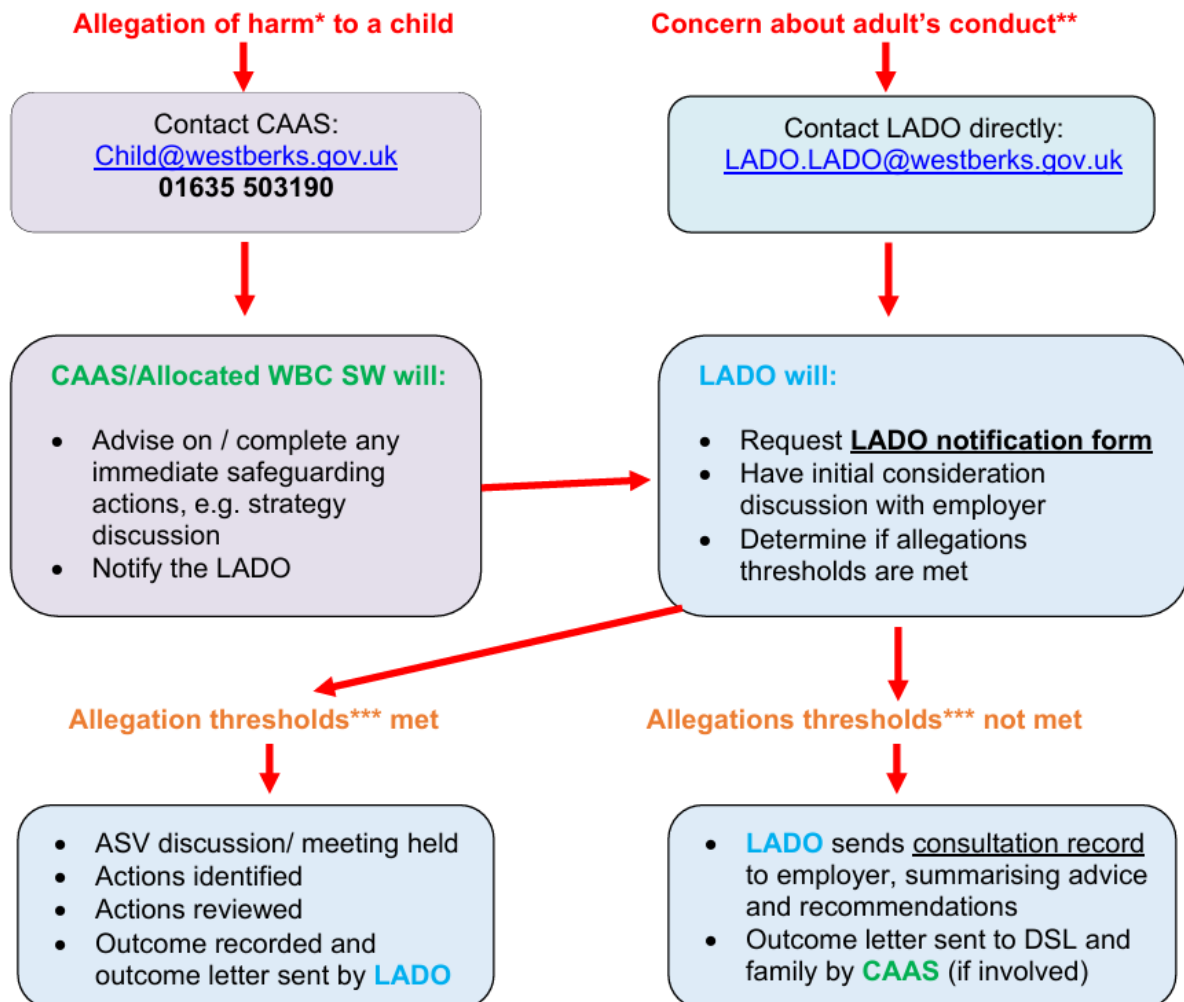 Allegation of harm* to a child
Concern about adult's conduct**
Contact CAAS:
Child@westberks.gov.uk
01635 503190
Contact LADO directly:
LADO.LADO@westberks.gov.uk
CAAS/Allocated WBC SW will:
• Advise on / complete any
immediate safeguarding
actions, e.g. strategy
discussion
• Notify the LADO
LADO will:
• Request LADO notification form
• Have initial consideration
discussion with employer
• Determine if allegations
thresholds are met
Allegation thresholds*** met
Allegations thresholds*** not met
• ASV discussion/ meeting held
• Actions identified
• Actions reviewed
• Outcome recorded and
outcome letter sent by LADO
• LADO sends consultation record
to employer, summarising advice
and recommendations
• Outcome letter sent to DSL and
family by CAAS (if involved)